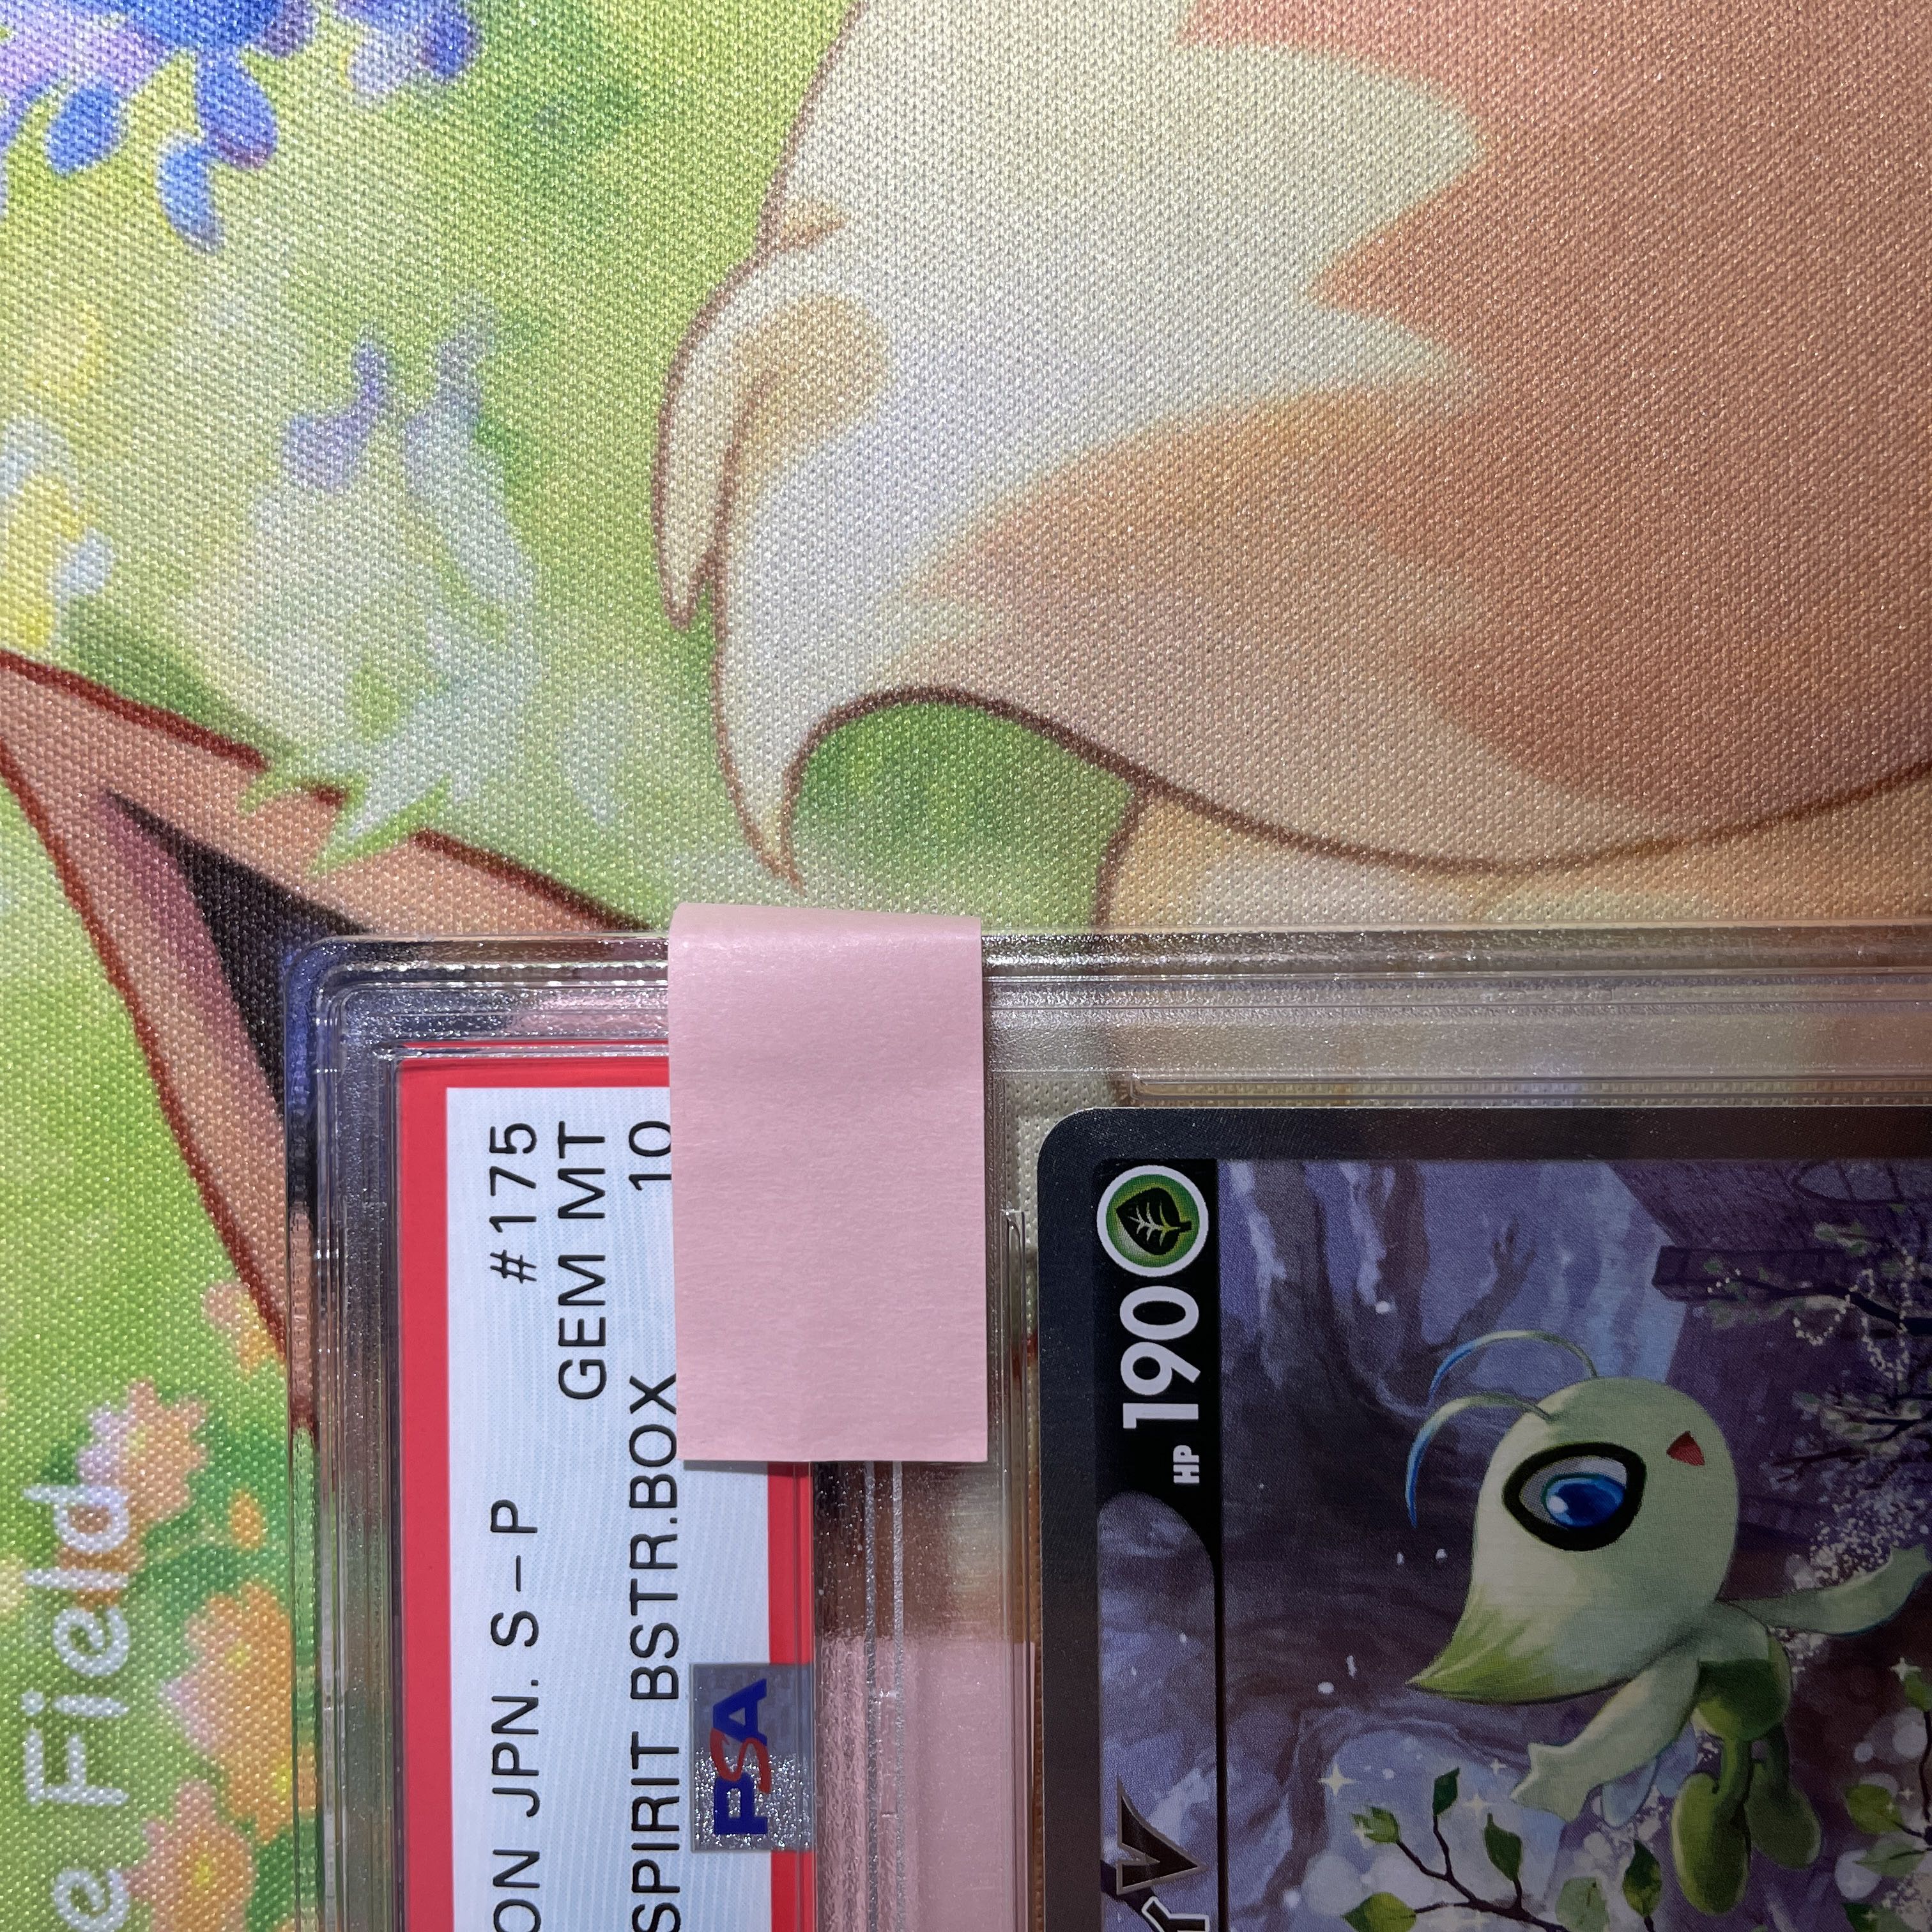 #175
ON JPN. S-P
GEM MT
SPIRIT BSTR.BOX 10
PSA
HP 190
V
e Field